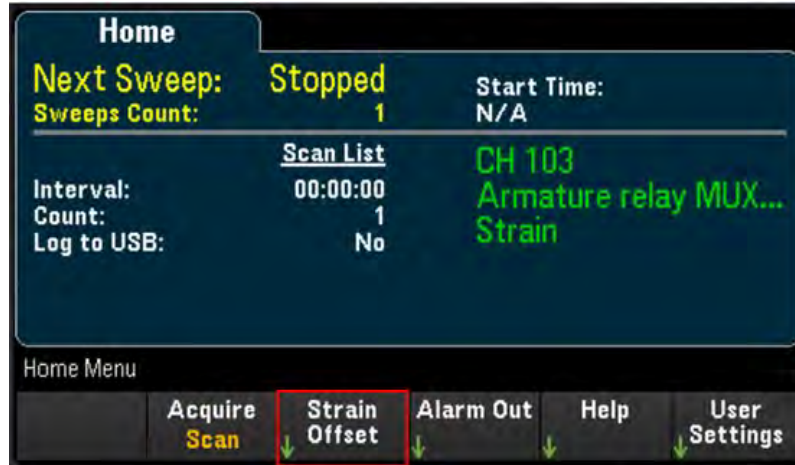 Home
Next Sweep: Stopped
Sweeps Count: 1
Start Time:
N/A
Scan List
Interval: 00:00:00
Count: 1
Log to USB: No
CH 103
Armature relay MUX...
Strain
Home Menu
Acquire
Scan
Strain
Offset
Alarm Out
Help
User
Settings